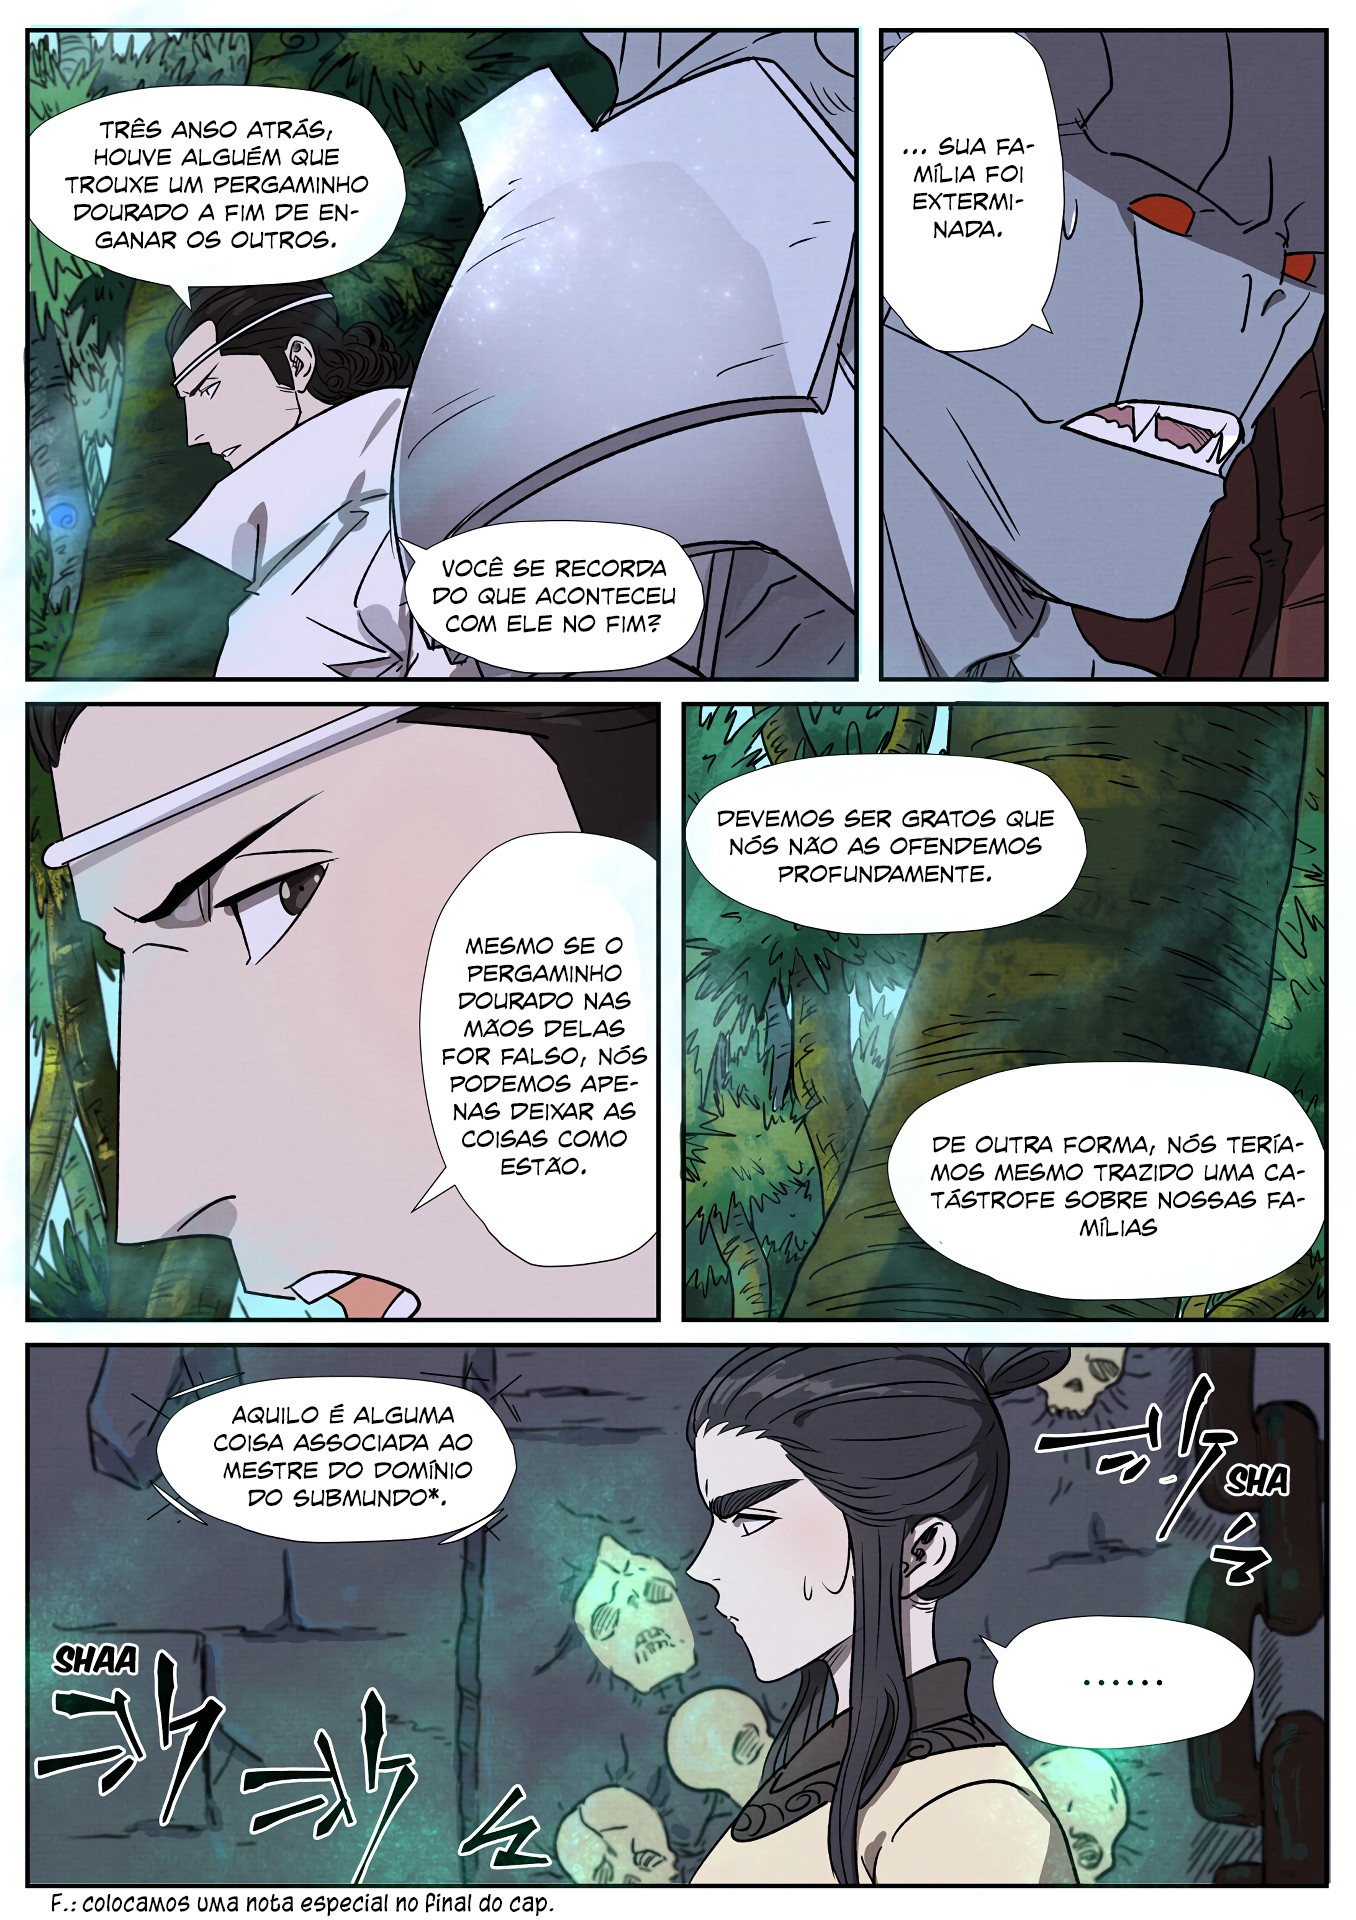 TRÊS ANSO ATRÁS,
HOUVE ALGUÉM QUE
TROUXE UM PERGAMINHO
DOURADO A FIM DE EN-
GANAR OS OUTROS.
VOCÊ SE RECORDA
DO QUE ACONTECEU
COM ELE NO FIM?
... SUA FA-
MÍLIA FOI
EXTERMI-
NADA.
MESMO SE O
PERGAMINHO
DOURADO NAS
MÃOS DELAS
FOR FALSO, NÓS
PODEMOS APE-
NAS DEIXAR AS
COISAS COMO
ESTÃO.
DEVEMOS SER GRATOS QUE
NÓS NÃO AS OFENDEMOS
PROFUNDAMENTE.
DE OUTRA FORMA, NÓS TERÍA-
MOS MESMO TRAZIDO UMA CA-
TÁSTROFE SOBRE NOSSAS FA-
MÍLIAS
AQUILO É ALGUMA
COISA ASSOCIADA AO
MESTRE DO DOMÍNIO
DO SUBMUNDO*.
SHA
SHAA
......
F.: colocamos uma nota especial no final do cap.